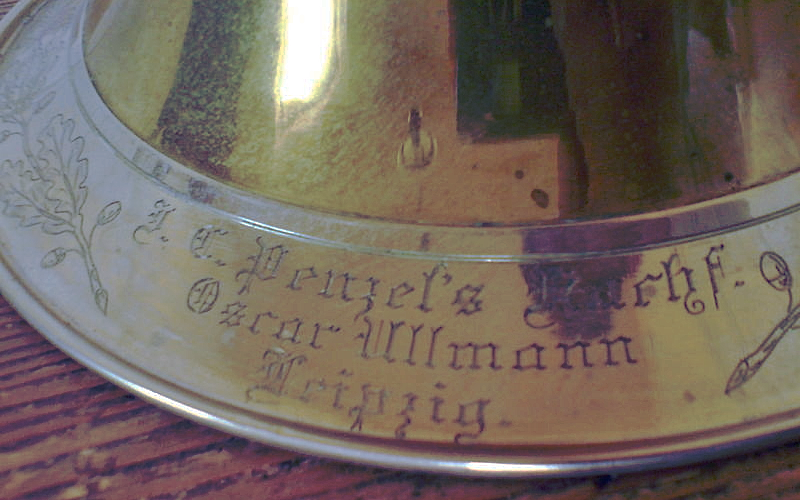 J. C. Penzel's Nachf.
Oscar Ullmann
Leipzig.